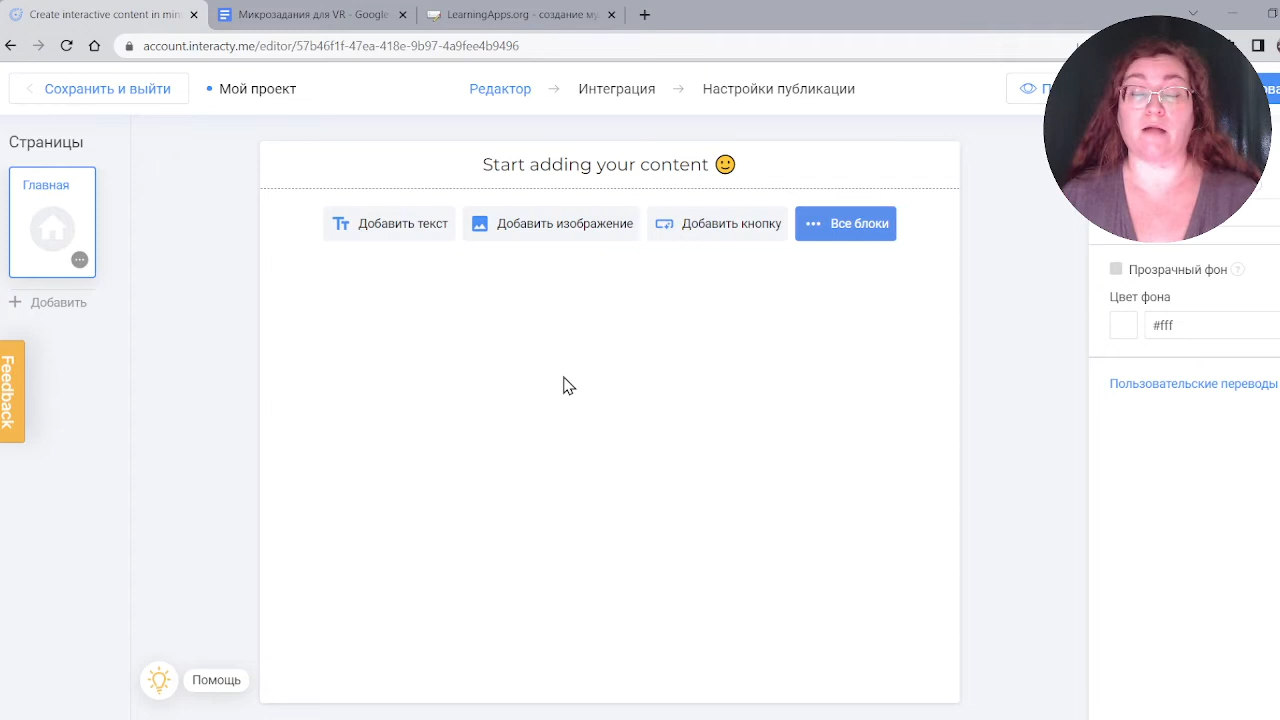 Create interactive content in min
Микрозадания для VR - Google
LearningApps.org - создание му
account.interacty.me/editor/57b46f1f-47ea-418e-9b97-4a9fee4b9496
Сохранить и выйти
Мой проект
Редактор → Интеграция → Настройки публикации
Страницы
Главная
Добавить
Feedback
Start adding your content
Добавить текст
Добавить изображение
Добавить кнопку
Все блоки
Прозрачный фон
Цвет фона
#fff
Пользовательские переводы
Помощь